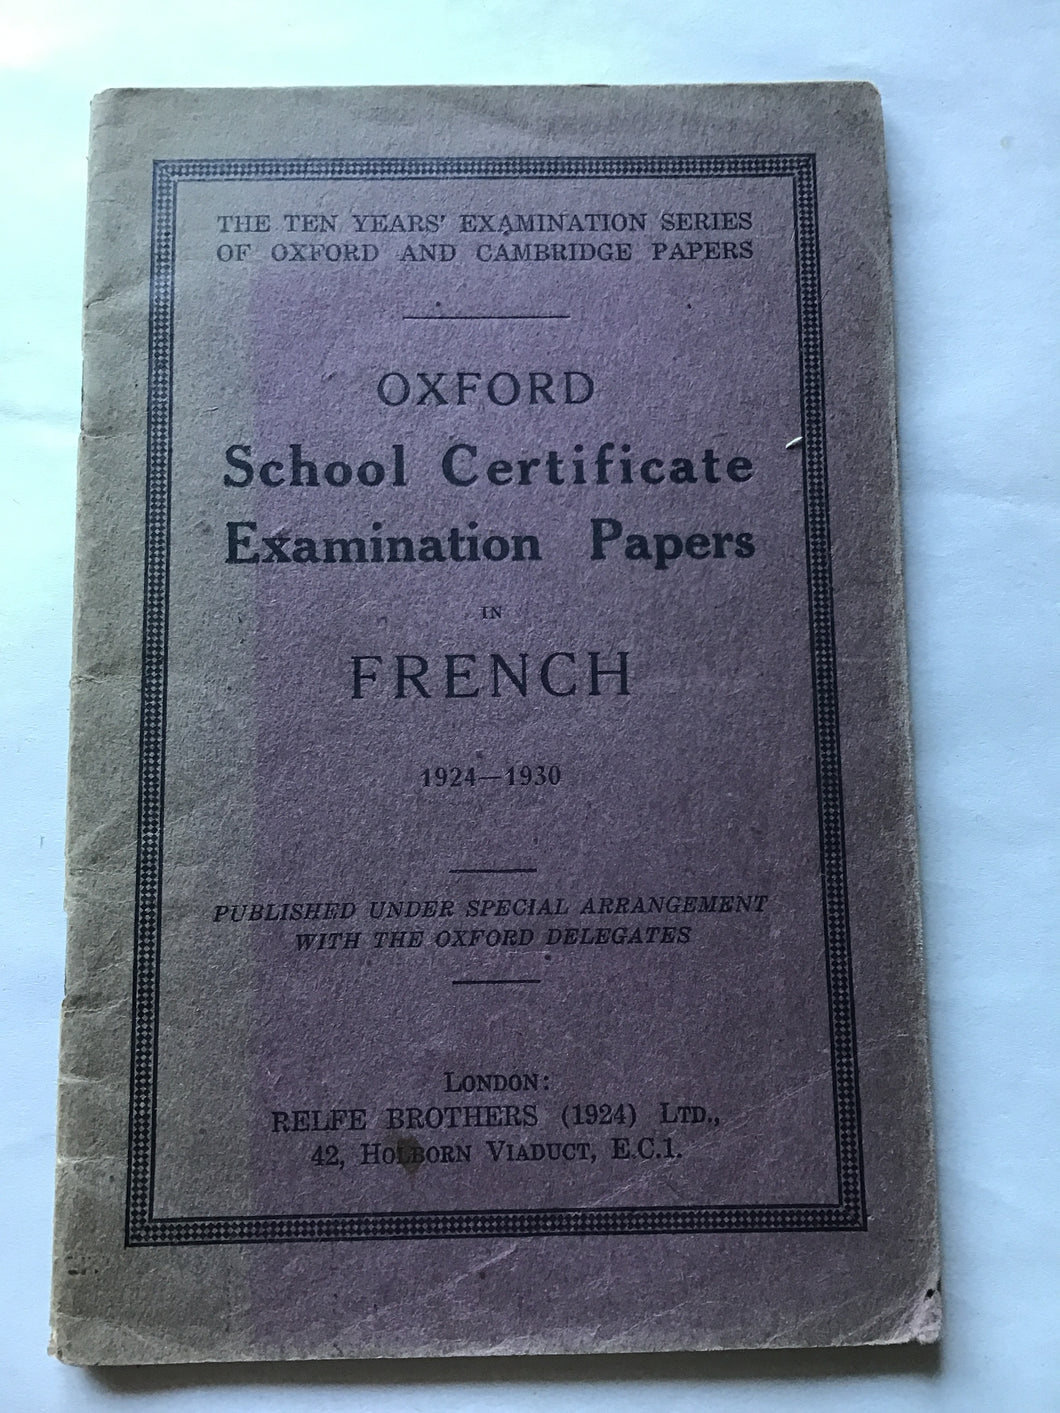 THE TEN YEARS' EXAMINATION SERIES
OF OXFORD AND CAMBRIDGE PAPERS
OXFORD
School Certificate
Examination Papers
IN
FRENCH
1924—1930
PUBLISHED UNDER SPECIAL ARRANGEMENT
WITH THE OXFORD DELEGATES
LONDON:
RELFE BROTHERS (1924) LTD.,
42, HOLBORN VIADUCT, E.C.1.